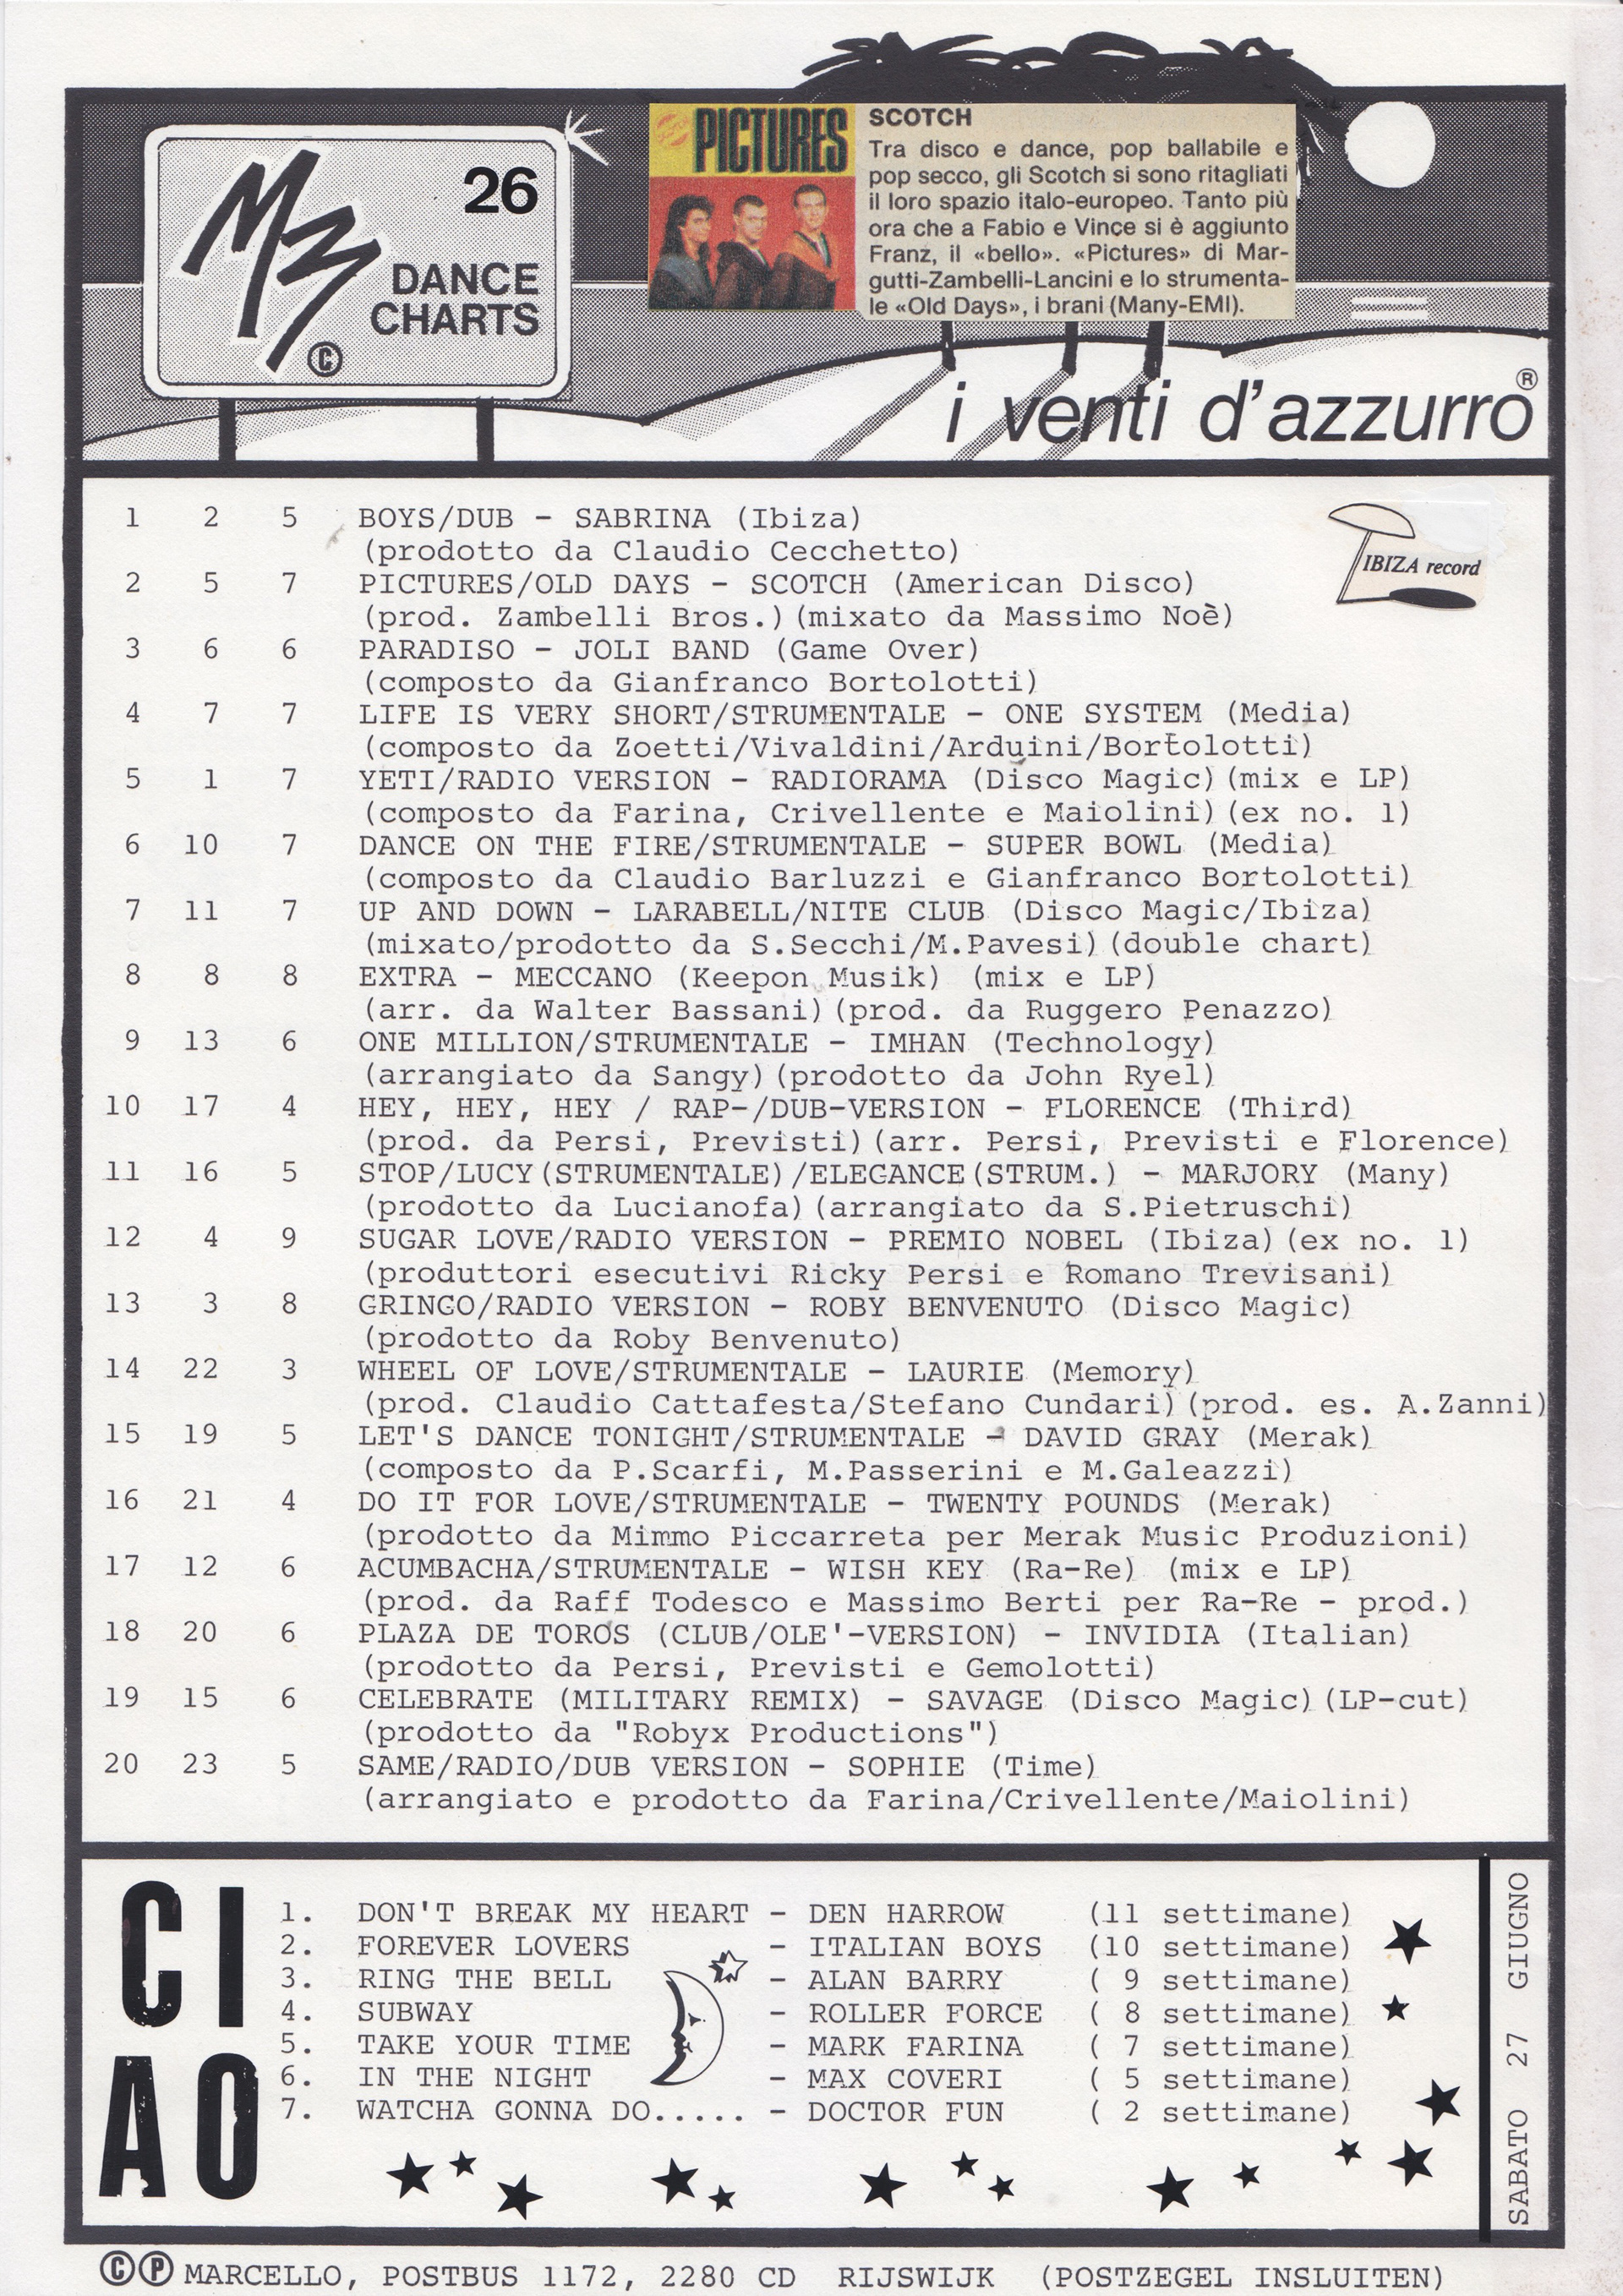 M3
26
DANCE
CHARTS
©
PICTURES
SCOTCH
Tra disco e dance, pop ballabile e
pop secco, gli Scotch si sono ritagliati
il loro spazio italo-europeo. Tanto più
ora che a Fabio e Vince si è aggiunto
Franz, il «bello». «Pictures» di Mar-
gutti-Zambelli-Lancini e lo strumenta-
le «Old Days», i brani (Many-EMI).
i venti d'azzurro ®
IBIZA record
1 2 5 BOYS/DUB - SABRINA (Ibiza)
(prodotto da Claudio Cecchetto)
2 5 7 PICTURES/OLD DAYS - SCOTCH (American Disco)
(prod. Zambelli Bros.)(mixato da Massimo Noè)
3 6 6 PARADISO - JOLI BAND (Game Over)
(composto da Gianfranco Bortolotti)
4 7 7 LIFE IS VERY SHORT/STRUMENTALE - ONE SYSTEM (Media)
(composto da Zoetti/Vivaldini/Arduini/Bortolotti)
5 1 7 YETI/RADIO VERSION - RADIORAMA (Disco Magic)(mix e LP)
(composto da Farina, Crivellente e Maiolini)(ex no. 1)
6 10 7 DANCE ON THE FIRE/STRUMENTALE - SUPER BOWL (Media)
(composto da Claudio Barluzzi e Gianfranco Bortolotti)
7 11 7 UP AND DOWN - LARABELL/NITE CLUB (Disco Magic/Ibiza)
(mixato/prodotto da S.Secchi/M.Pavesi)(double chart)
8 8 8 EXTRA - MECCANO (Keepon Musik) (mix e LP)
(arr. da Walter Bassani)(prod. da Ruggero Penazzo)
9 13 6 ONE MILLION/STRUMENTALE - IMHAN (Technology)
(arrangiato da Sangy)(prodotto da John Ryel)
10 17 4 HEY, HEY, HEY / RAP-/DUB-VERSION - FLORENCE (Third)
(prod. da Persi, Previsti)(arr. Persi, Previsti e Florence)
11 16 5 STOP/LUCY(STRUMENTALE)/ELEGANCE(STRUM.) - MARJORY (Many)
(prodotto da Lucianofa)(arrangiato da S.Pietruschi)
12 4 9 SUGAR LOVE/RADIO VERSION - PREMIO NOBEL (Ibiza)(ex no. 1)
(produttori esecutivi Ricky Persi e Romano Trevisani)
13 3 8 GRINGO/RADIO VERSION - ROBY BENVENUTO (Disco Magic)
(prodotto da Roby Benvenuto)
14 22 3 WHEEL OF LOVE/STRUMENTALE - LAURIE (Memory)
(prod. Claudio Cattafesta/Stefano Cundari)(prod. es. A.Zanni)
15 19 5 LET'S DANCE TONIGHT/STRUMENTALE - DAVID GRAY (Merak)
(composto da P.Scarfi, M.Passerini e M.Galeazzi)
16 21 4 DO IT FOR LOVE/STRUMENTALE - TWENTY POUNDS (Merak)
(prodotto da Mimmo Piccarreta per Merak Music Produzioni)
17 12 6 ACUMBACHA/STRUMENTALE - WISH KEY (Ra-Re) (mix e LP)
(prod. da Raff Todesco e Massimo Berti per Ra-Re - prod.)
18 20 6 PLAZA DE TOROS (CLUB/OLE'-VERSION) - INVIDIA (Italian)
(prodotto da Persi, Previsti e Gemolotti)
19 15 6 CELEBRATE (MILITARY REMIX) - SAVAGE (Disco Magic)(LP-cut)
(prodotto da "Robyx Productions")
20 23 5 SAME/RADIO/DUB VERSION - SOPHIE (Time)
(arrangiato e prodotto da Farina/Crivellente/Maiolini)
CI
AO
1. DON'T BREAK MY HEART - DEN HARROW (11 settimane)
2. FOREVER LOVERS - ITALIAN BOYS (10 settimane)
3. RING THE BELL - ALAN BARRY ( 9 settimane)
4. SUBWAY - ROLLER FORCE ( 8 settimane)
5. TAKE YOUR TIME - MARK FARINA ( 7 settimane)
6. IN THE NIGHT - MAX COVERI ( 5 settimane)
7. WATCHA GONNA DO..... - DOCTOR FUN ( 2 settimane)
SABATO 27 GIUGNO
©℗ MARCELLO, POSTBUS 1172, 2280 CD RIJSWIJK (POSTZEGEL INSLUITEN)